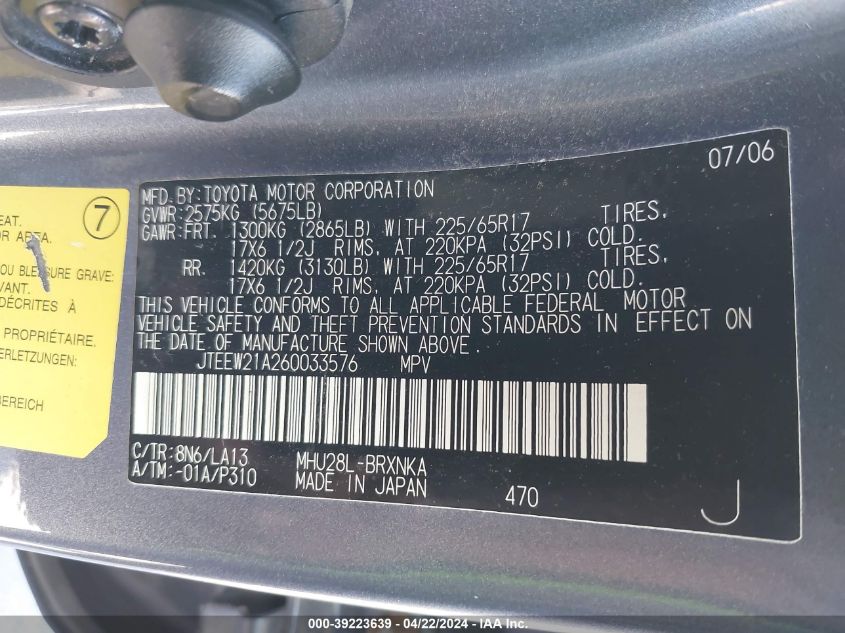 07/06
MFD. BY: TOYOTA MOTOR CORPORATION
GVWR: 2575KG (5675LB)
GAWR: FRT. 1300KG (2865LB) WITH 225/65R17 TIRES,
17X6 1/2J RIMS, AT 220KPA (32PSI) COLD.
RR. 1420KG (3130LB) WITH 225/65R17 TIRES,
17X6 1/2J RIMS, AT 220KPA (32PSI) COLD.
THIS VEHICLE CONFORMS TO ALL APPLICABLE FEDERAL MOTOR
VEHICLE SAFETY AND THEFT PREVENTION STANDARDS IN EFFECT ON
THE DATE OF MANUFACTURE SHOWN ABOVE.
JTEEW21A260033576 MPV
C/TR: 8N6/LA13 MHU28L-BRXNKA
A/TM: -01A/P310 MADE IN JAPAN
470 J
7
EAT.
OR AREA.
OU BLESSURE GRAVE:
VANT.
DÉCRITES À
PROPRIÉTAIRE.
ERLETZUNGEN:
BEREICH
000-39223639 - 04/22/2024 - IAAI.COM